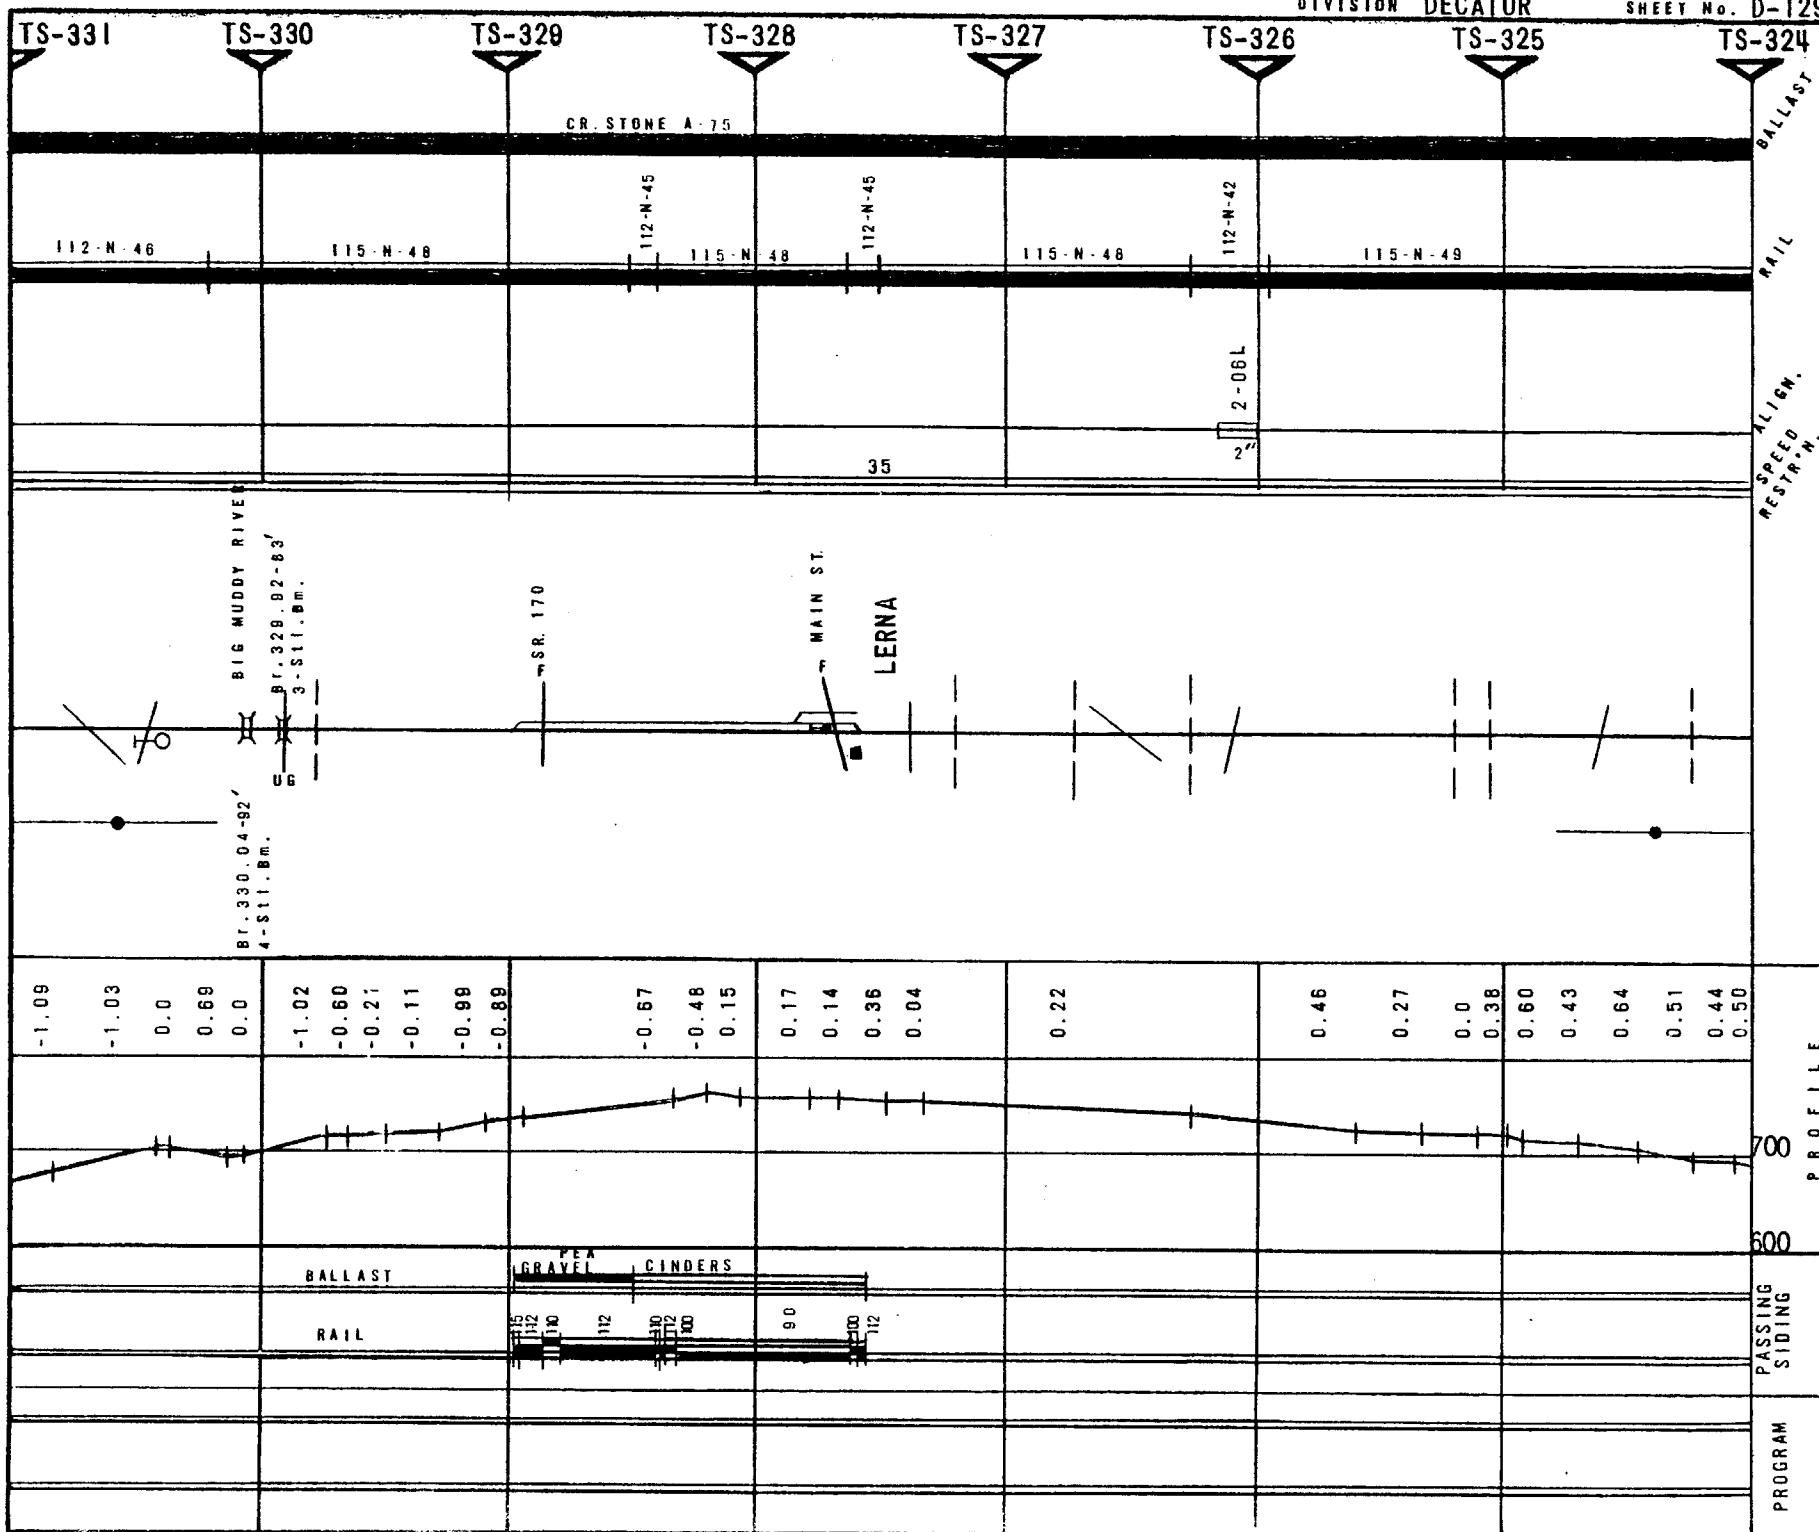 DIVISION DECATUR SHEET No. D-129
TS-331 TS-330 TS-329 TS-328 TS-327 TS-326 TS-325 TS-324
BALLAST
CR. STONE A-75
112-N-46 115-N-48 112-N-45 115-N-48 112-N-45 115-N-48 112-N-42 115-N-49
RAIL
2-06L
2"
ALIGN.
35
SPEED
RESTR'N.
BIG MUDDY RIVER
Br.329.92-83'
3-Stl.Bm.
UG
F SR. 170
F MAIN ST.
LERNA
Br.330.04-92'
4-Stl.Bm.
-1.09 -1.03 0.0 0.69 0.0 -1.02 -0.60 -0.21 -0.11 -0.99 -0.89 -0.67 -0.48 0.15 0.17 0.14 0.36 0.04 0.22 0.46 0.27 0.0 0.38 0.60 0.43 0.64 0.51 0.44 0.50
PROFILE
700
600
BALLAST
PEA
GRAVEL CINDERS
RAIL
115 112 110 112 110 112 100 90 100 112
PASSING
SIDING
PROGRAM